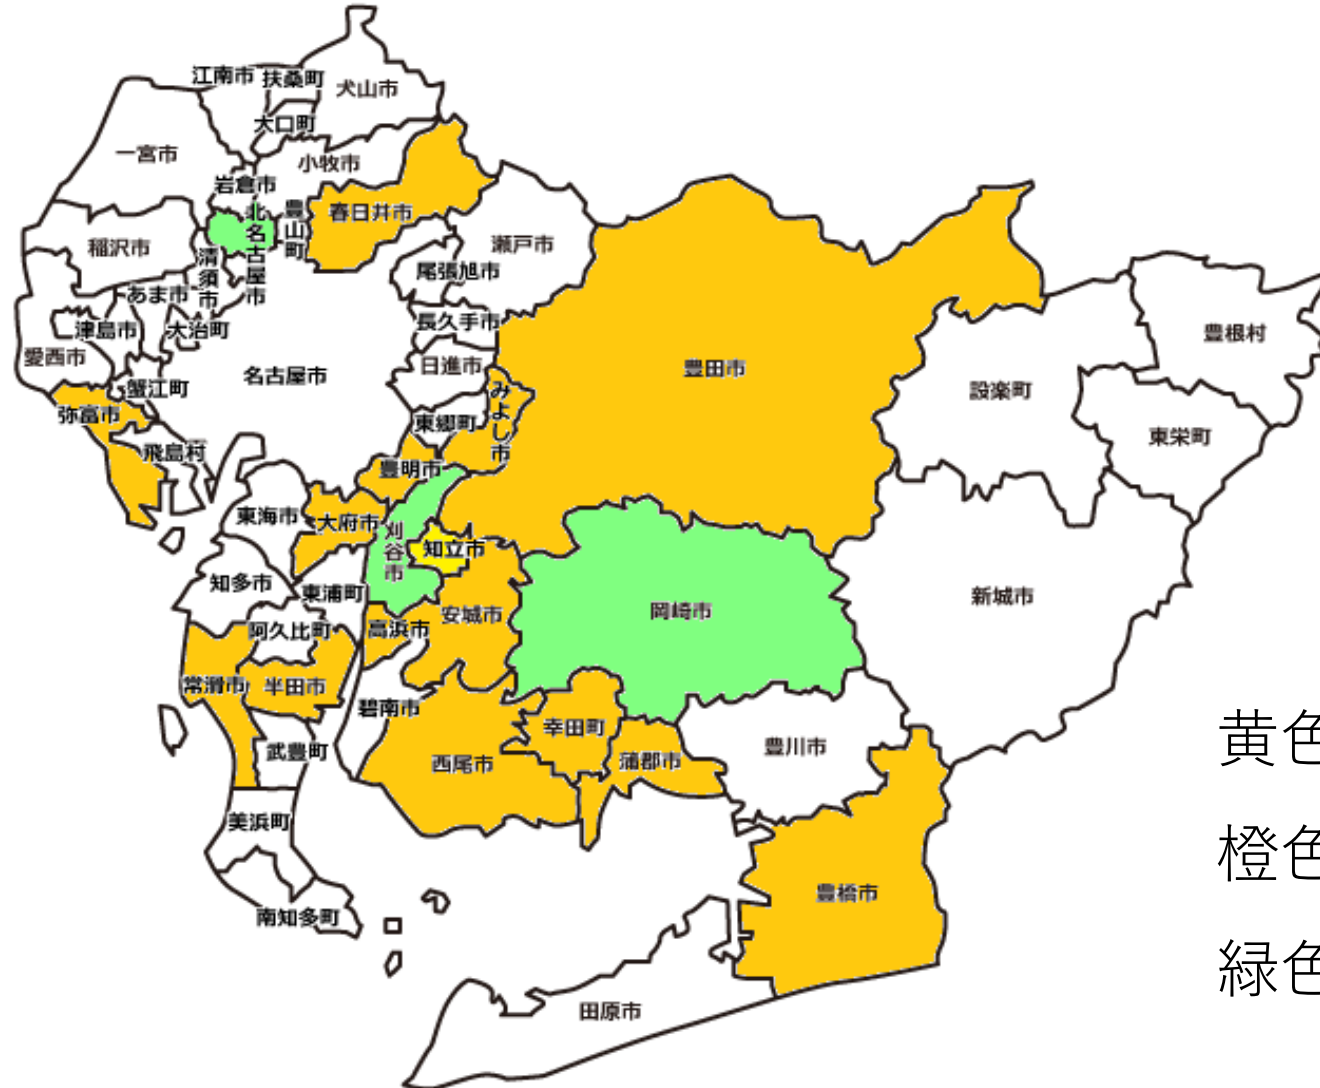 江南市
扶桑町
犬山市
大口町
一宮市
小牧市
岩倉市
北名古屋市
豊山町
春日井市
稲沢市
清須市
瀬戸市
尾張旭市
あま市
津島市
大治町
長久手市
愛西市
日進市
名古屋市
蟹江町
みよし市
弥富市
東郷町
飛島村
豊明市
豊田市
豊根村
設楽町
東栄町
東海市
大府市
刈谷市
知立市
知多市
東浦町
安城市
岡崎市
新城市
阿久比町
高浜市
常滑市
半田市
碧南市
武豊町
西尾市
幸田町
蒲郡市
豊川市
美浜町
南知多町
豊橋市
田原市
黄色
橙色
緑色